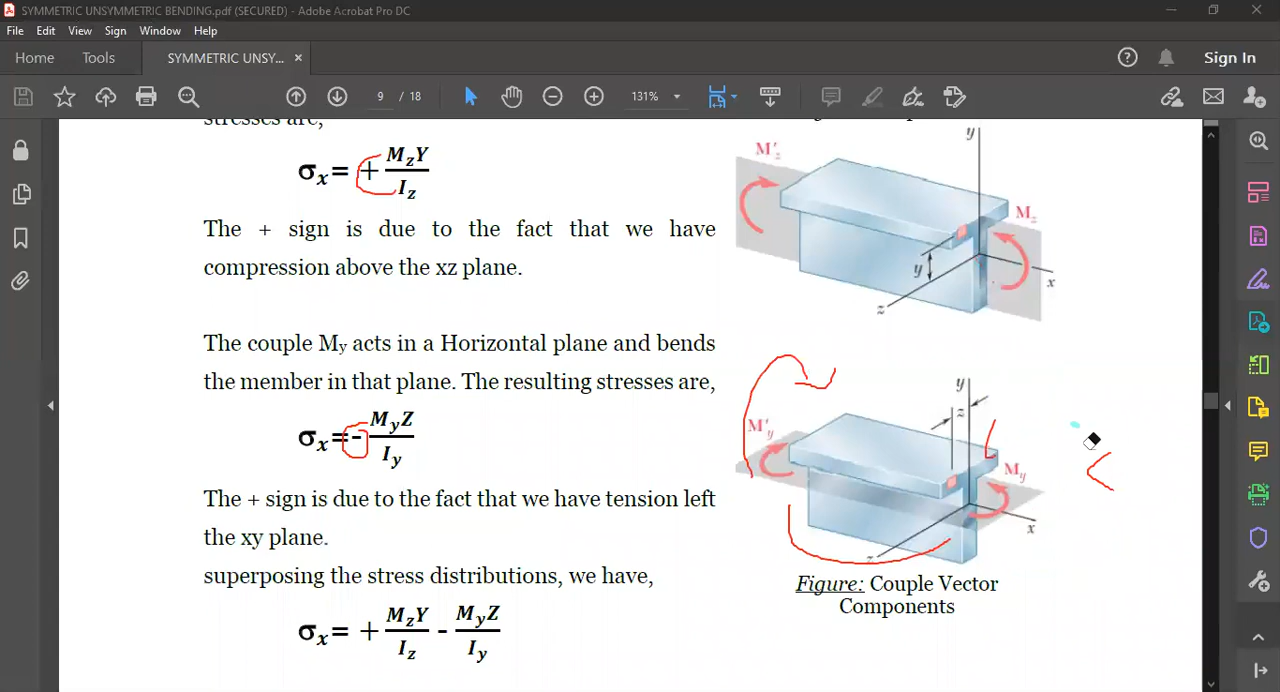 SYMMETRIC UNSYMMETRIC BENDING.pdf (SECURED) - Adobe Acrobat Pro DC
File Edit View Sign Window Help
Home Tools SYMMETRIC UNSY... × Sign In
9 / 18 131%
stresses are,
σx= + MzY / Iz
The + sign is due to the fact that we have
compression above the xz plane.
The couple My acts in a Horizontal plane and bends
the member in that plane. The resulting stresses are,
σx=- MyZ / Iy
The + sign is due to the fact that we have tension left
the xy plane.
superposing the stress distributions, we have,
σx= + MzY / Iz - MyZ / Iy
y
M'z
Mz
y
x
z
y
z
M'y
My
x
z
Figure: Couple Vector
Components